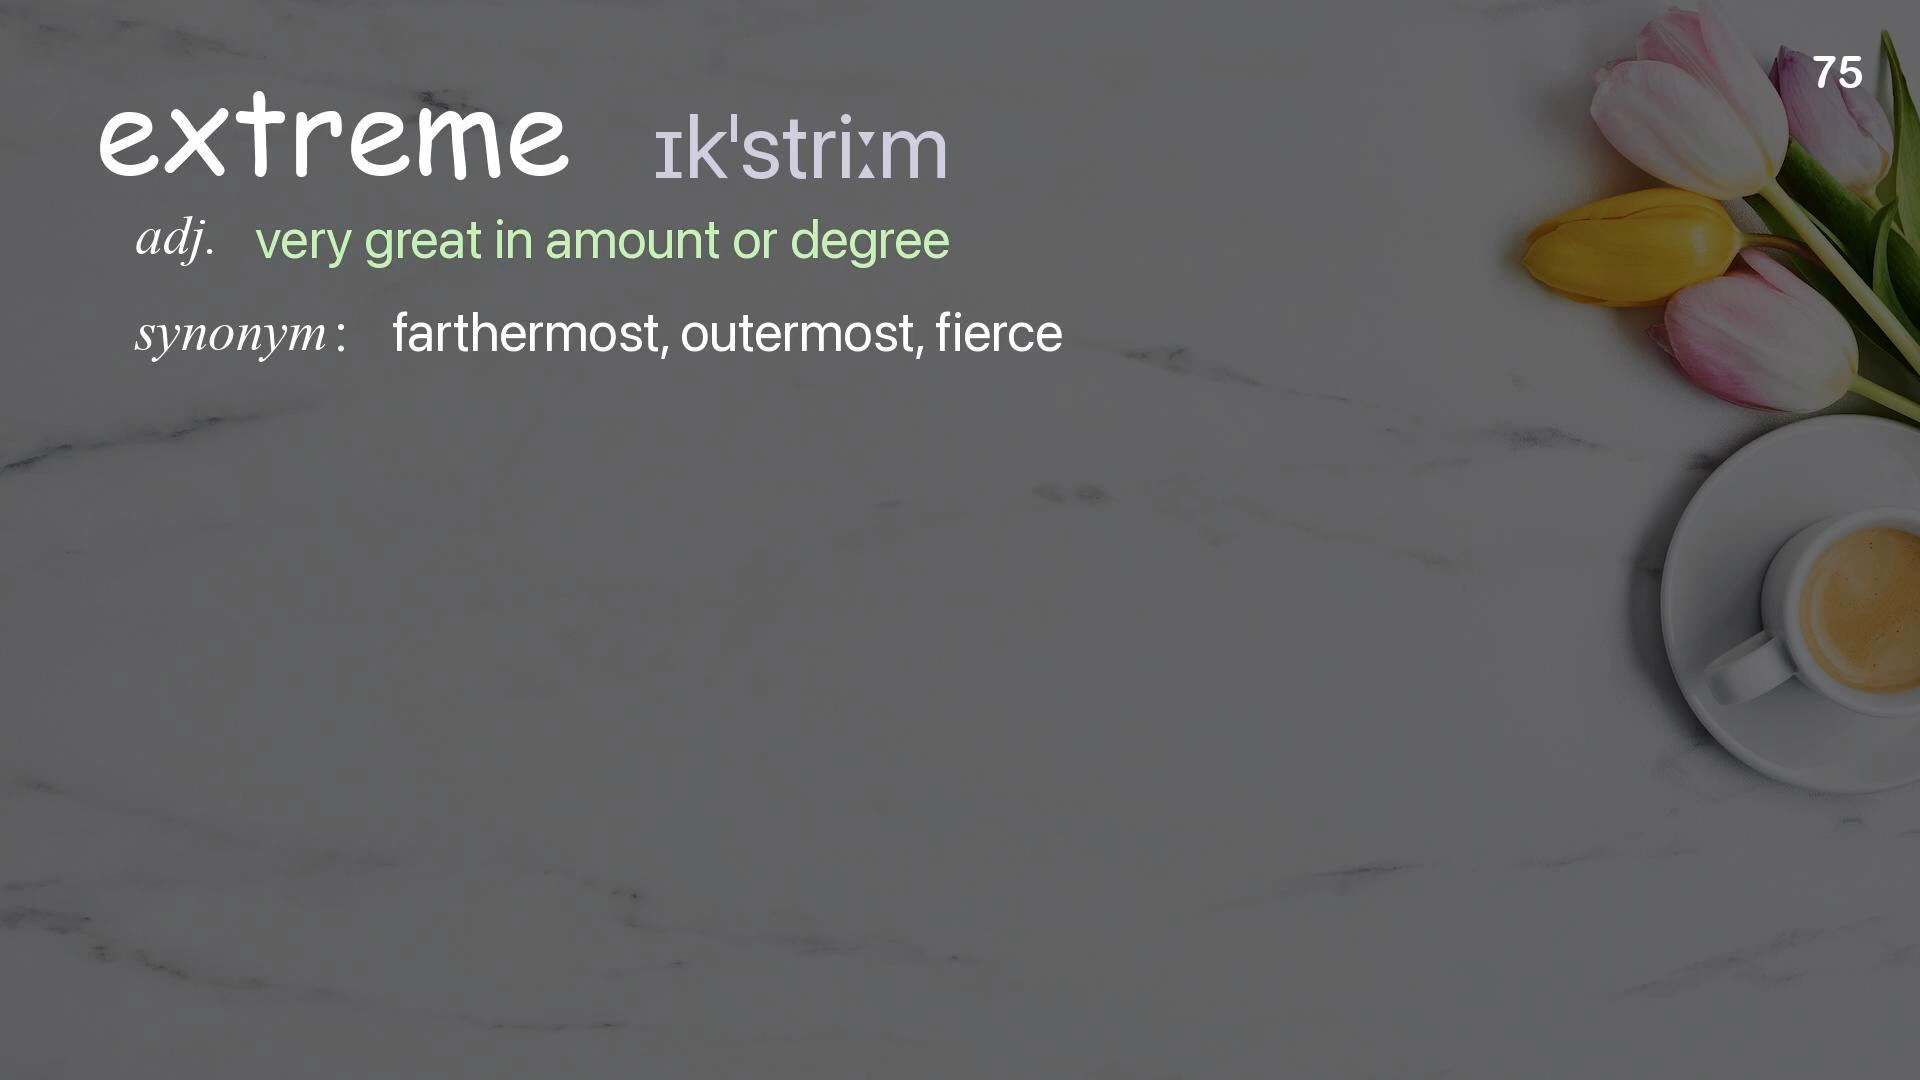 75
extreme ɪkˈstriːm
adj. very great in amount or degree
synonym: farthermost, outermost, fierce